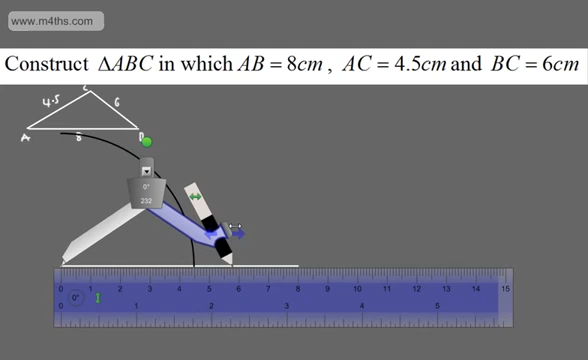 www.m4ths.com
Construct ΔABC in which AB = 8cm , AC = 4.5cm and BC = 6cm
C
4.5 6
A 8 B
0°
232
0 1 2 3 4 5 6 7 8 9 10 11 12 13 14 15
0°
0 1 2 3 4 5